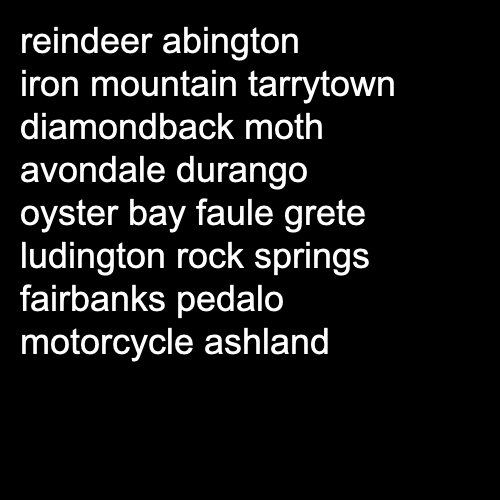 reindeer abington
iron mountain tarrytown
diamondback moth
avondale durango
oyster bay faule grete
ludington rock springs
fairbanks pedalo
motorcycle ashland